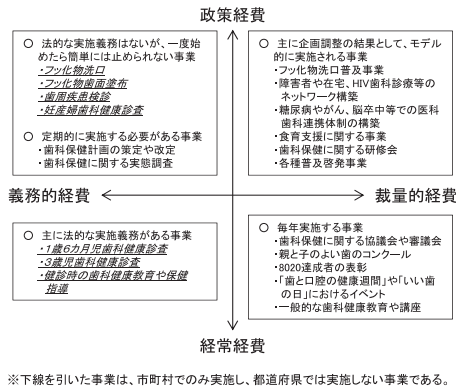 政策経費
○ 法的な実施義務はないが、一度始
めたら簡単には止められない事業
・フッ化物洗口
・フッ化物歯面塗布
・歯周疾患検診
・妊産婦歯科健康診査
○ 定期的に実施する必要がある事業
・歯科保健計画の策定や改定
・歯科保健に関する実態調査
○ 主に企画調整の結果として、モデル
的に実施される事業
・フッ化物洗口普及事業
・障害者や在宅、HIV歯科診療等の
ネットワーク構築
・糖尿病やがん、脳卒中等での医科
歯科連携体制の構築
・食育支援に関する事業
・歯科保健に関する研修会
・各種普及啓発事業
義務的経費
裁量的経費
○ 主に法的な実施義務がある事業
・1歳6カ月児歯科健康診査
・3歳児歯科健康診査
・健診時の歯科健康教育や保健
指導
○ 毎年実施する事業
・歯科保健に関する協議会や審議会
・親と子のよい歯のコンクール
・8020達成者の表彰
・「歯と口腔の健康週間」や「いい歯
の日」におけるイベント
・一般的な歯科健康教育や講座
経常経費
※下線を引いた事業は、市町村でのみ実施し、都道府県では実施しない事業である。